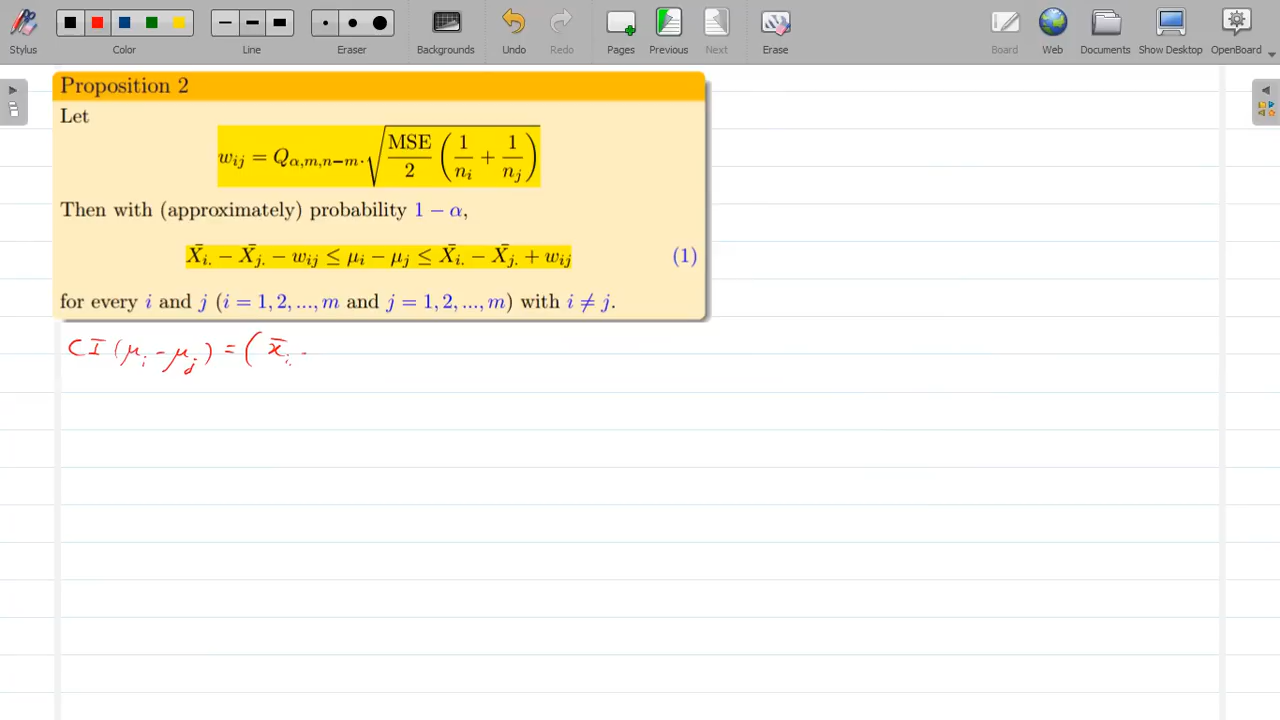 Stylus Color Line Eraser Backgrounds Undo Redo Pages Previous Next Erase Board Web Documents Show Desktop OpenBoard
Proposition 2
Let
w_{ij} = Q_{α,m,n−m}.√(MSE/2 (1/n_i + 1/n_j))
Then with (approximately) probability 1 − α,
X̄_{i.} − X̄_{j.} − w_{ij} ≤ μ_i − μ_j ≤ X̄_{i.} − X̄_{j.} + w_{ij} (1)
for every i and j (i = 1, 2, ..., m and j = 1, 2, ..., m) with i ≠ j.
CI(μ_i − μ_j) = ( x̄_{i.} -